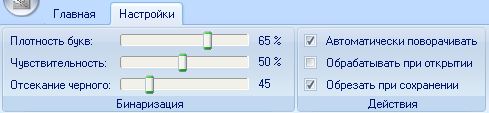 Главная Настройки
Плотность букв: 65 %
Чувствительность: 50 %
Отсекание черного: 45
Бинаризация
Автоматически поворачивать
Обрабатывать при открытии
Обрезать при сохранении
Действия